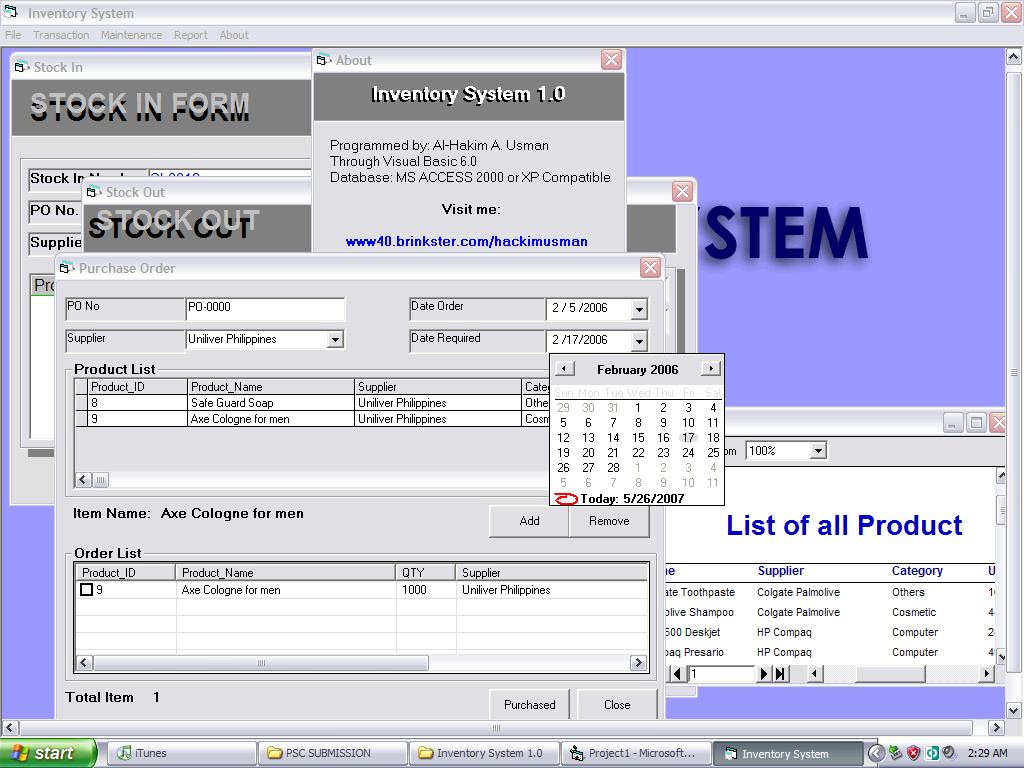 Inventory System
File Transaction Maintenance Report About
Stock In
STOCK IN FORM
Stock In
PO No.
Supplie
Stock Out
STOCK OUT
About
Inventory System 1.0
Programmed by: Al-Hakim A. Usman
Through Visual Basic 6.0
Database: MS ACCESS 2000 or XP Compatible
Visit me:
www40.brinkster.com/hackimusman
YSTEM
Purchase Order
PO No PO-0000 Date Order 2 / 5 /2006
Supplier Uniliver Philippines Date Required 2 /17/2006
Product List
Product_ID Product_Name Supplier Categ
8 Safe Guard Soap Uniliver Philippines Othe
9 Axe Cologne for men Uniliver Philippines Cosm
February 2006
Sun Mon Tue Wed Thu Fri Sat
29 30 31 1 2 3 4
5 6 7 8 9 10 11
12 13 14 15 16 17 18
19 20 21 22 23 24 25
26 27 28 1 2 3 4
5 6 7 8 9 10 11
Today: 5/26/2007
Item Name: Axe Cologne for men
Add Remove
Order List
Product_ID Product_Name QTY Supplier
9 Axe Cologne for men 1000 Uniliver Philippines
Total Item 1
Purchased Close
om 100%
List of all Product
ne Supplier Category U
ate Toothpaste Colgate Palmolive Others
olive Shampoo Colgate Palmolive Cosmetic
500 Deskjet HP Compaq Computer
paq Presario HP Compaq Computer
1
start iTunes PSC SUBMISSION Inventory System 1.0 Project1 - Microsoft... Inventory System 2:29 AM